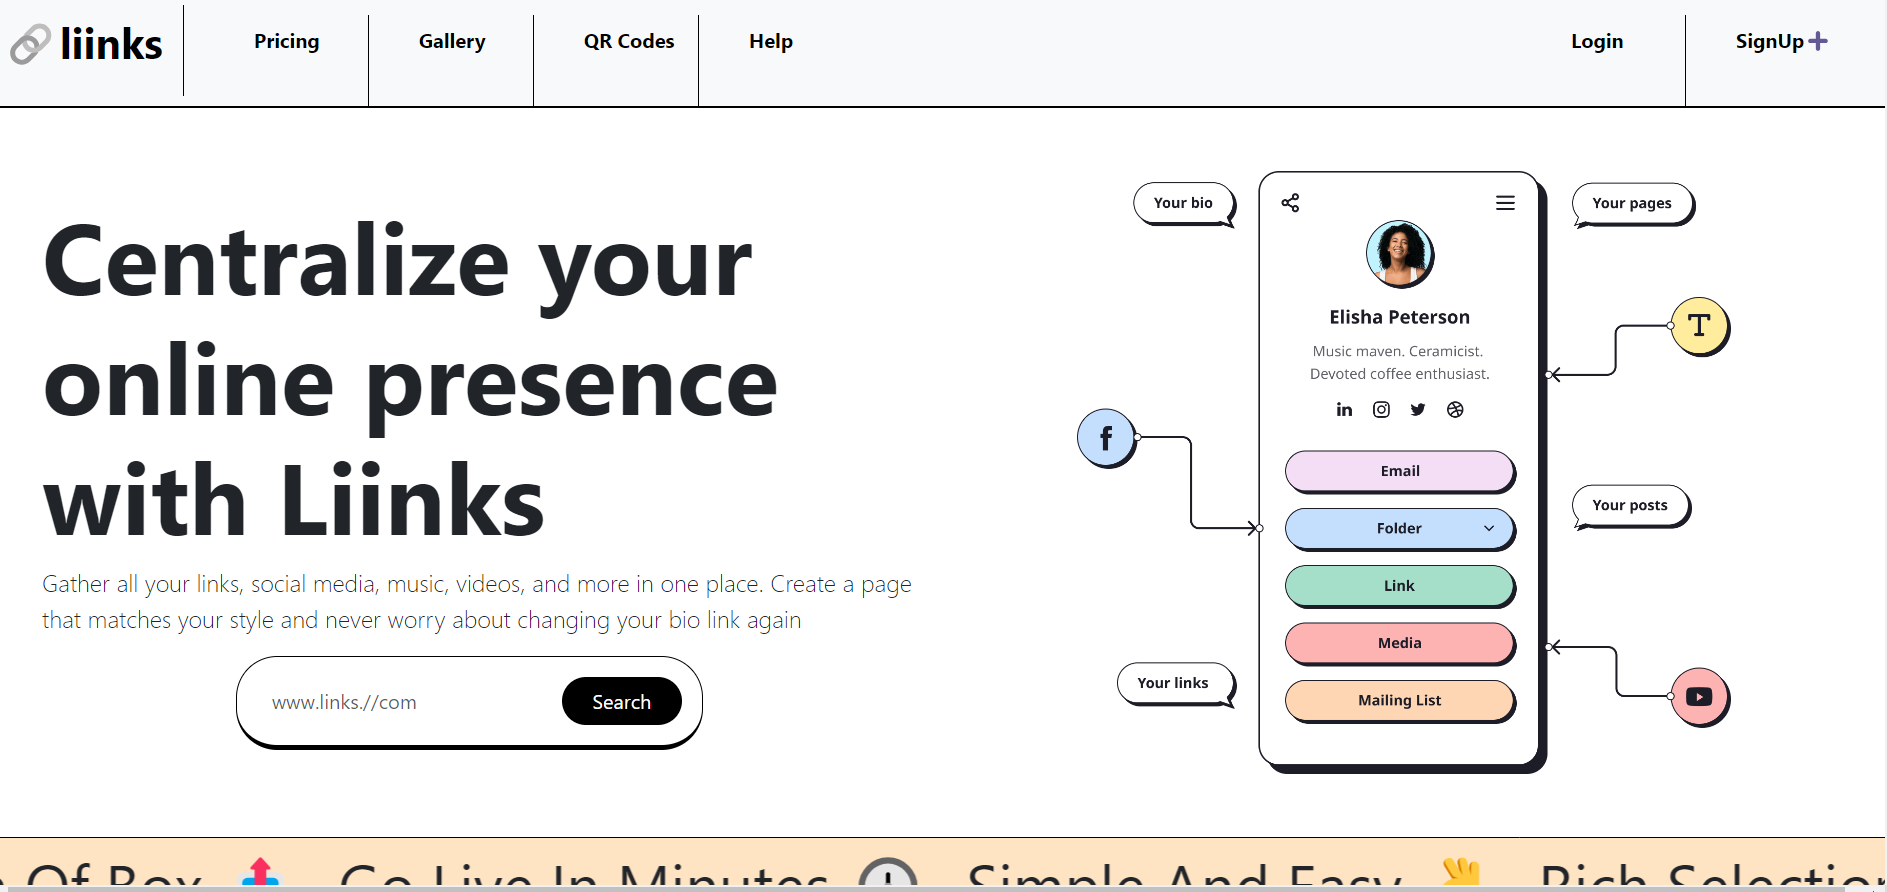 liinks
Pricing
Gallery
QR Codes
Help
Login
SignUp
Centralize your
online presence
with Liinks
Gather all your links, social media, music, videos, and more in one place. Create a page
that matches your style and never worry about changing your bio link again
www.links.//com
Search
Your bio
Your pages
Elisha Peterson
Music maven. Ceramicist.
Devoted coffee enthusiast.
Email
Folder
Link
Media
Mailing List
Your posts
Your links
Of Box Go Live In Minutes Simple And Easy Rich Selection